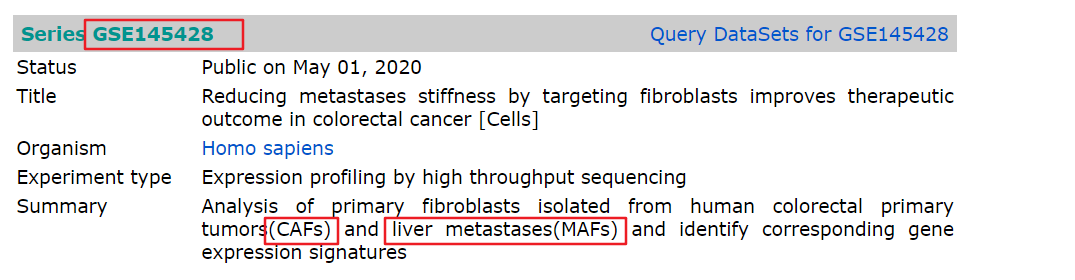 Series GSE145428 Query DataSets for GSE145428
Status Public on May 01, 2020
Title Reducing metastases stiffness by targeting fibroblasts improves therapeutic
outcome in colorectal cancer [Cells]
Organism Homo sapiens
Experiment type Expression profiling by high throughput sequencing
Summary Analysis of primary fibroblasts isolated from human colorectal primary
tumors(CAFs) and liver metastases(MAFs) and identify corresponding gene
expression signatures